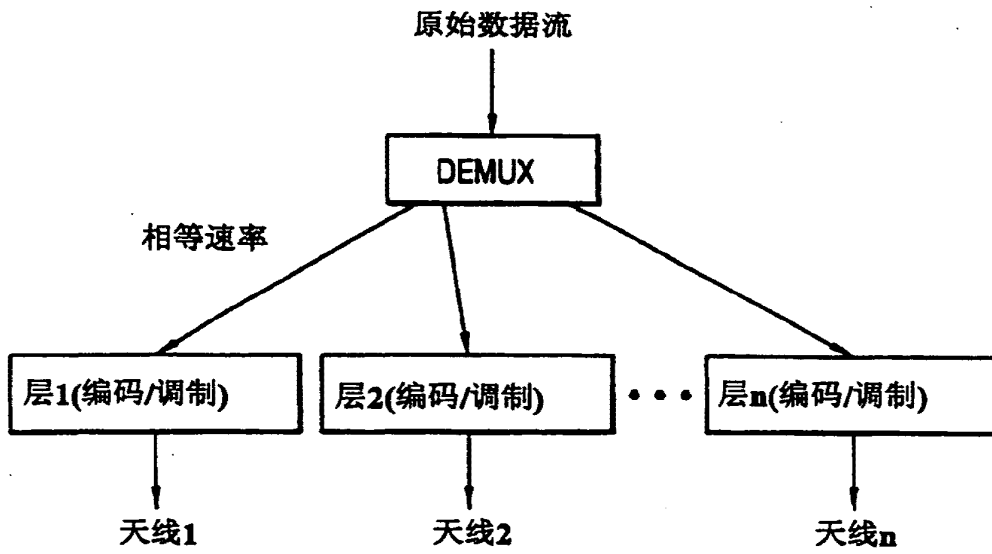 原始数据流
DEMUX
相等速率
层1(编码/调制)
层2(编码/调制)
•••
层n(编码/调制)
天线1
天线2
天线n